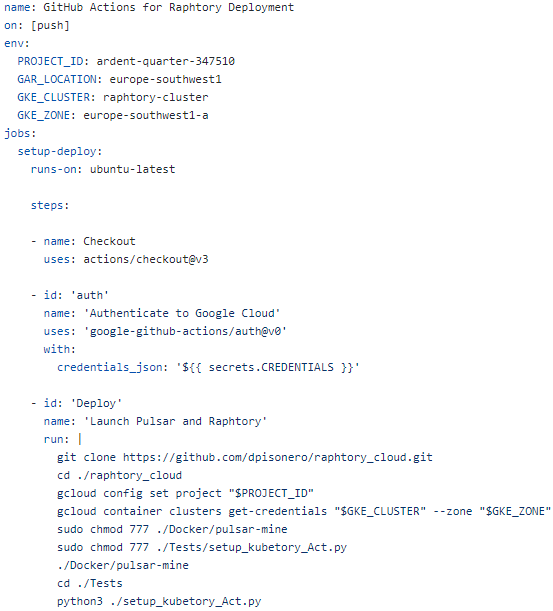 name: GitHub Actions for Raphtory Deployment
on: [push]
env:
  PROJECT_ID: ardent-quarter-347510
  GAR_LOCATION: europe-southwest1
  GKE_CLUSTER: raphtory-cluster
  GKE_ZONE: europe-southwest1-a
jobs:
  setup-deploy:
    runs-on: ubuntu-latest

    steps:

    - name: Checkout
      uses: actions/checkout@v3

    - id: 'auth'
      name: 'Authenticate to Google Cloud'
      uses: 'google-github-actions/auth@v0'
      with:
        credentials_json: '${{ secrets.CREDENTIALS }}'

    - id: 'Deploy'
      name: 'Launch Pulsar and Raphtory'
      run: |
        git clone https://github.com/dpisonero/raphtory_cloud.git
        cd ./raphtory_cloud
        gcloud config set project "$PROJECT_ID"
        gcloud container clusters get-credentials "$GKE_CLUSTER" --zone "$GKE_ZONE"
        sudo chmod 777 ./Docker/pulsar-mine
        sudo chmod 777 ./Tests/setup_kubetory_Act.py
        ./Docker/pulsar-mine
        cd ./Tests
        python3 ./setup_kubetory_Act.py